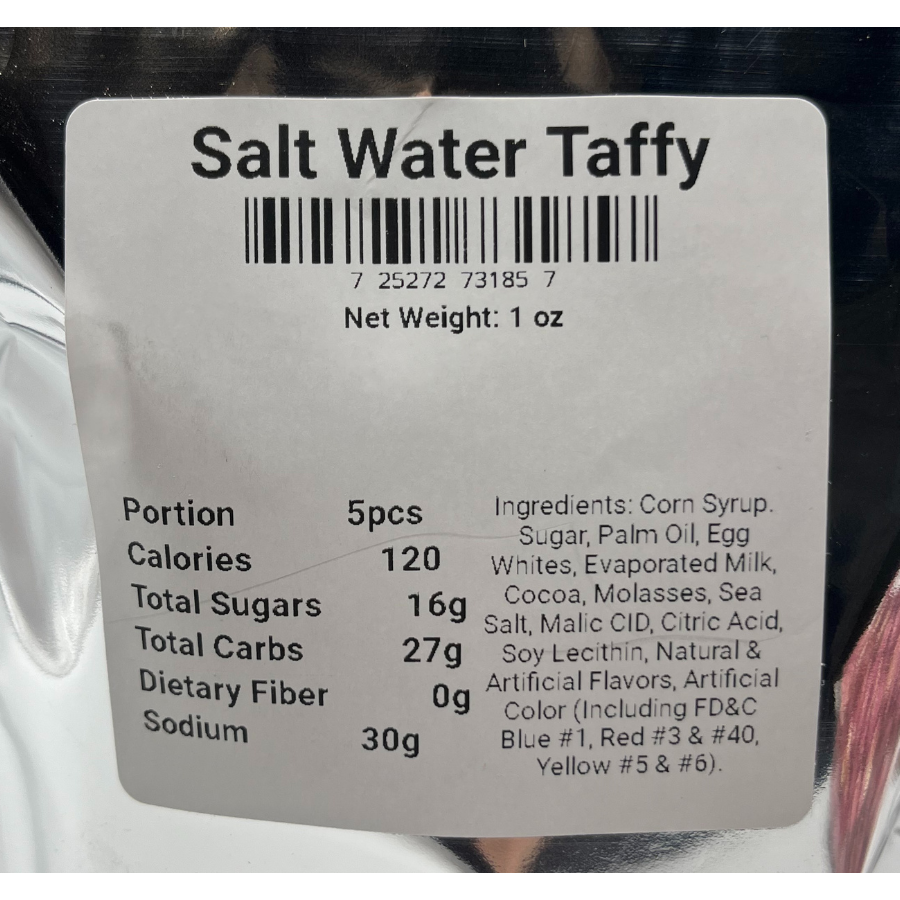 Salt Water Taffy
7 25272 73185 7
Net Weight: 1 oz
Portion 5pcs
Calories 120
Total Sugars 16g
Total Carbs 27g
Dietary Fiber 0g
Sodium 30g
Ingredients: Corn Syrup.
Sugar, Palm Oil, Egg
Whites, Evaporated Milk,
Cocoa, Molasses, Sea
Salt, Malic CID, Citric Acid,
Soy Lecithin, Natural &
Artificial Flavors, Artificial
Color (Including FD&C
Blue #1, Red #3 & #40,
Yellow #5 & #6).